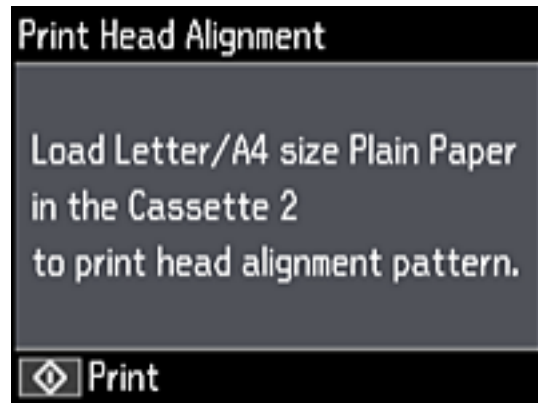 Print Head Alignment
Load Letter/A4 size Plain Paper
in the Cassette 2
to print head alignment pattern.
Print